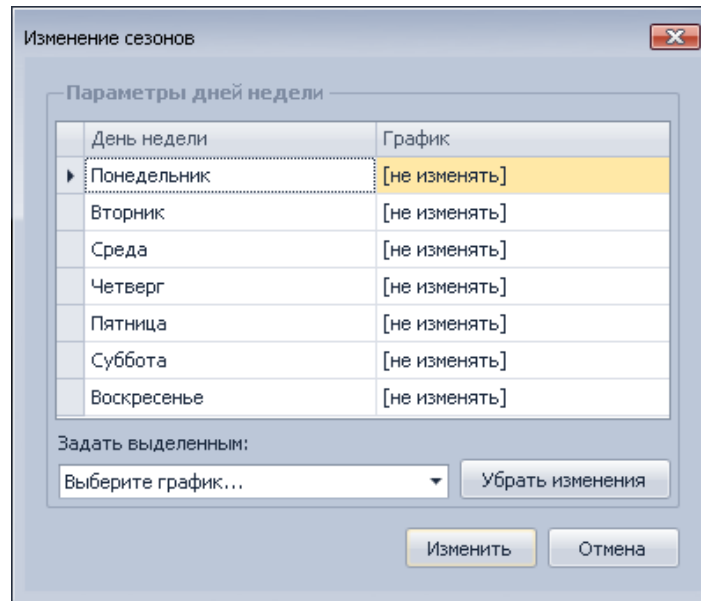 Изменение сезонов
Параметры дней недели
День недели График
Понедельник [не изменять]
Вторник [не изменять]
Среда [не изменять]
Четверг [не изменять]
Пятница [не изменять]
Суббота [не изменять]
Воскресенье [не изменять]
Задать выделенным:
Выберите график... Убрать изменения
Изменить Отмена